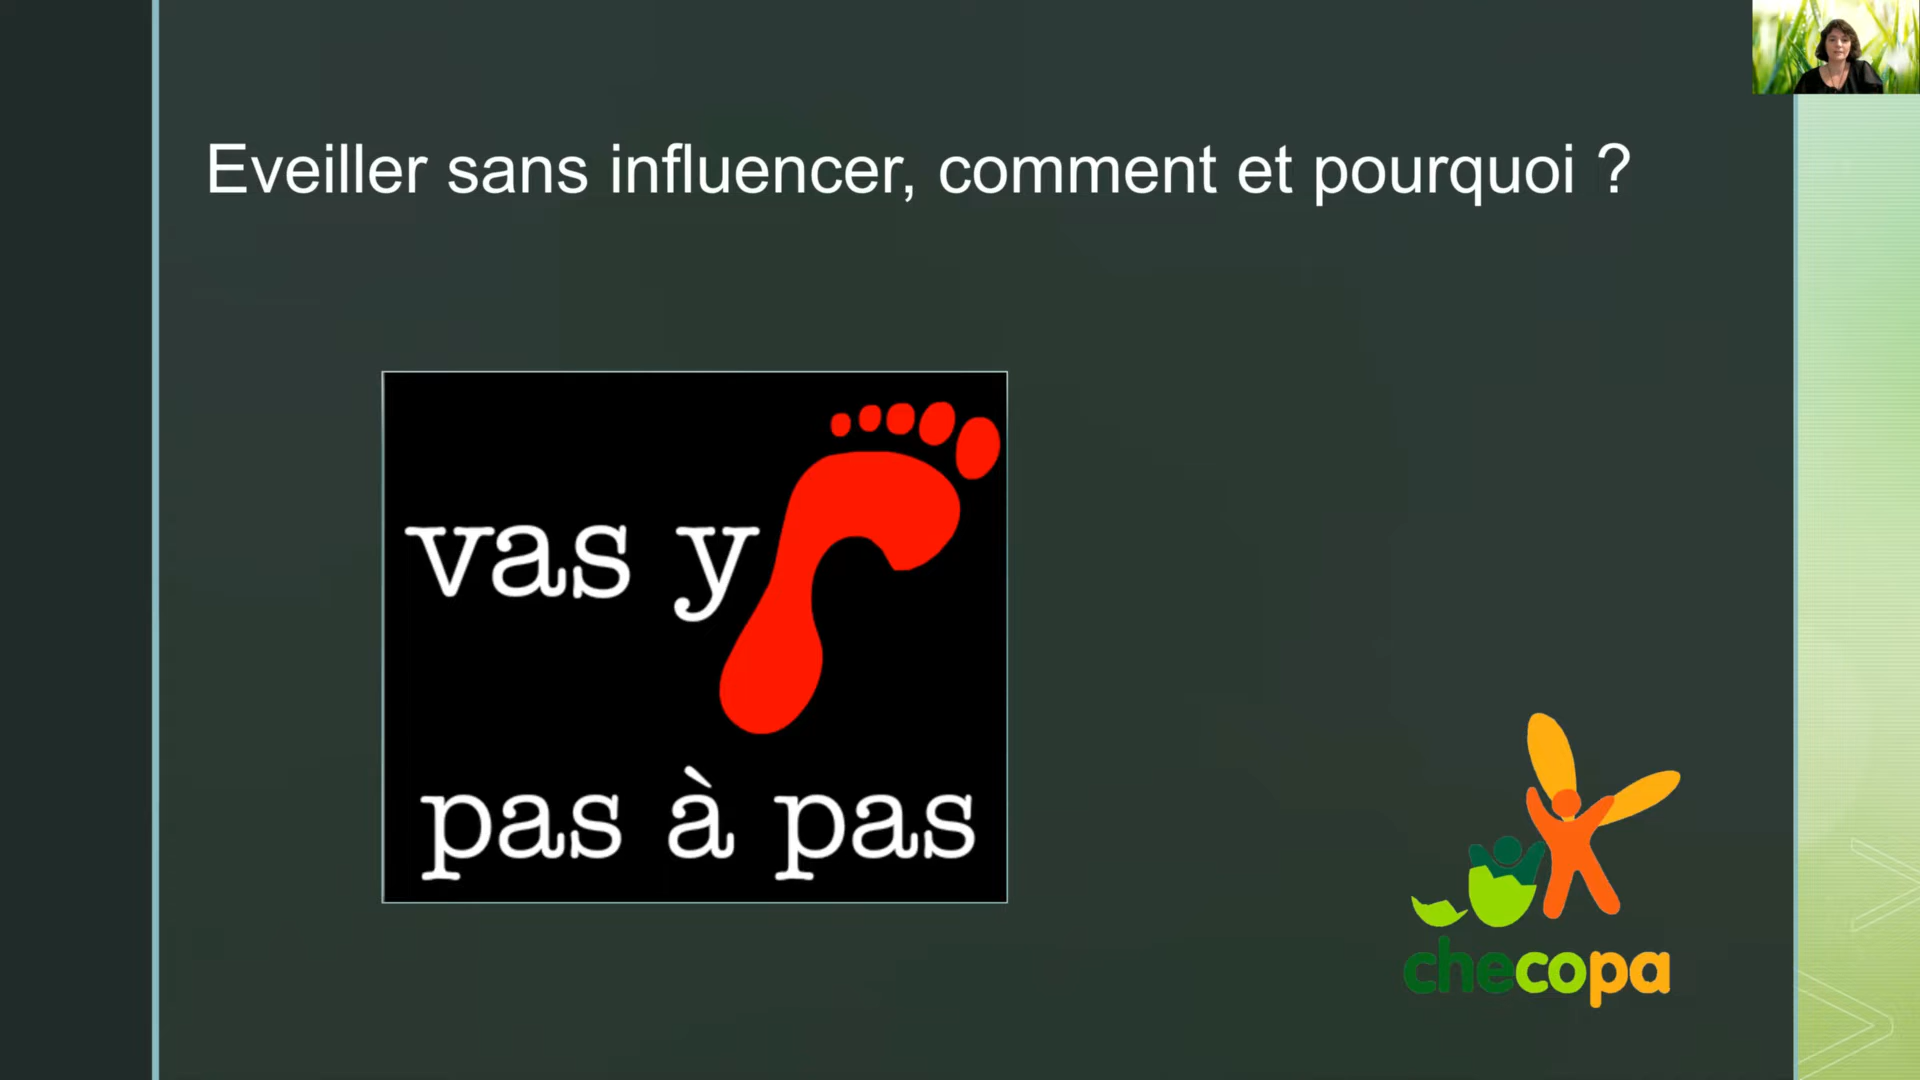 Eveiller sans influencer, comment et pourquoi ?
vas y
pas à pas
checopa